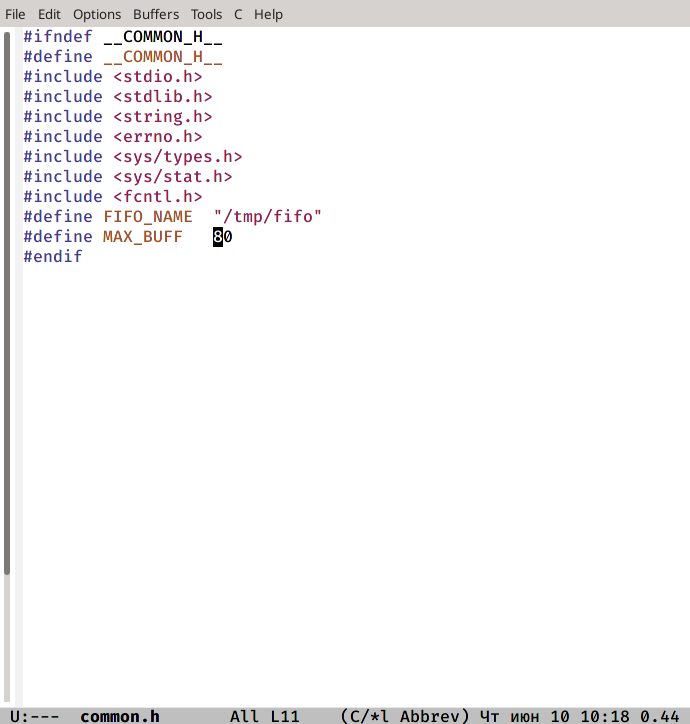 File Edit Options Buffers Tools C Help
#ifndef __COMMON_H__
#define __COMMON_H__
#include <stdio.h>
#include <stdlib.h>
#include <string.h>
#include <errno.h>
#include <sys/types.h>
#include <sys/stat.h>
#include <fcntl.h>
#define FIFO_NAME  "/tmp/fifo"
#define MAX_BUFF   80
#endif
U:---  common.h       All L11    (C/*l Abbrev) Чт июн 10 10:18 0.44